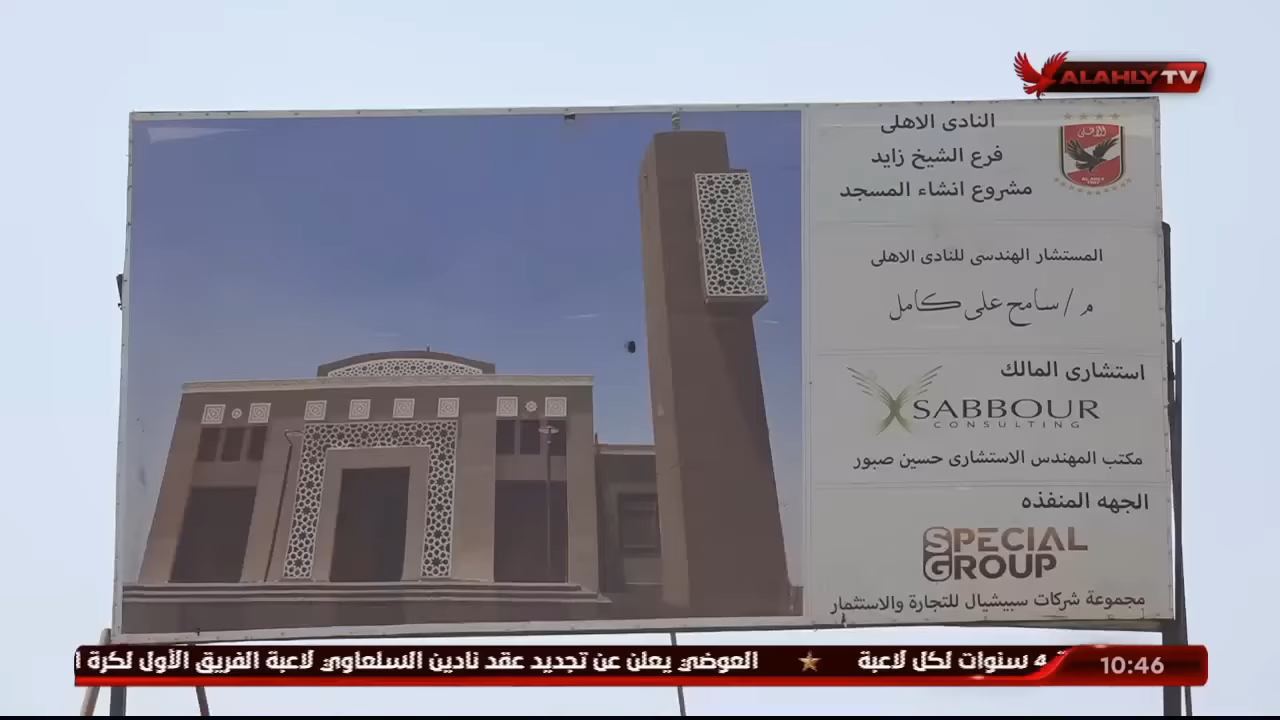 ALAHLY TV
النادى الاهلى
فرع الشيخ زايد
مشروع انشاء المسجد
المستشار الهندسى للنادى الاهلى
م / سامح على كامل
استشارى المالك
SABBOUR
CONSULTING
مكتب المهندس الاستشارى حسين صبور
الجهه المنفذه
SPECIAL
GROUP
مجموعة شركات سبيشيال للتجارة والاستثمار
4 سنوات لكل لاعبة ★ العوضي يعلن عن تجديد عقد نادين السلعاوي لاعبة الفريق الأول لكرة
10:46